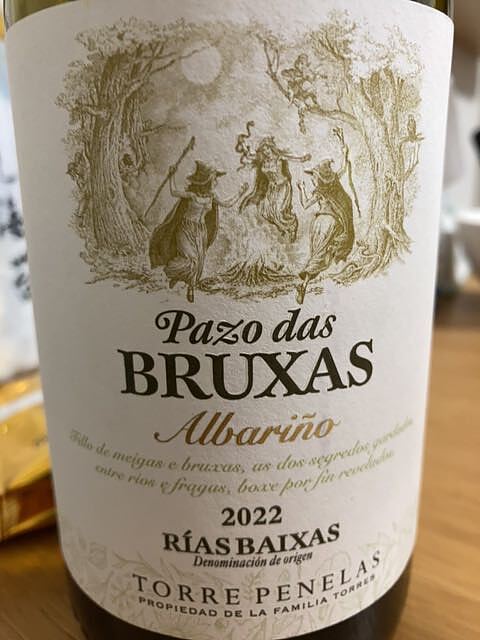 Pazo das
BRUXAS
Albariño
Fillo de meigas e bruxas, as dos segredos gardados
entre ríos e fragas, boxe por fin revelados
2022
RÍAS BAIXAS
Denominación de origen
TORRE PENELAS
PROPIEDAD DE LA FAMILIA TORRES